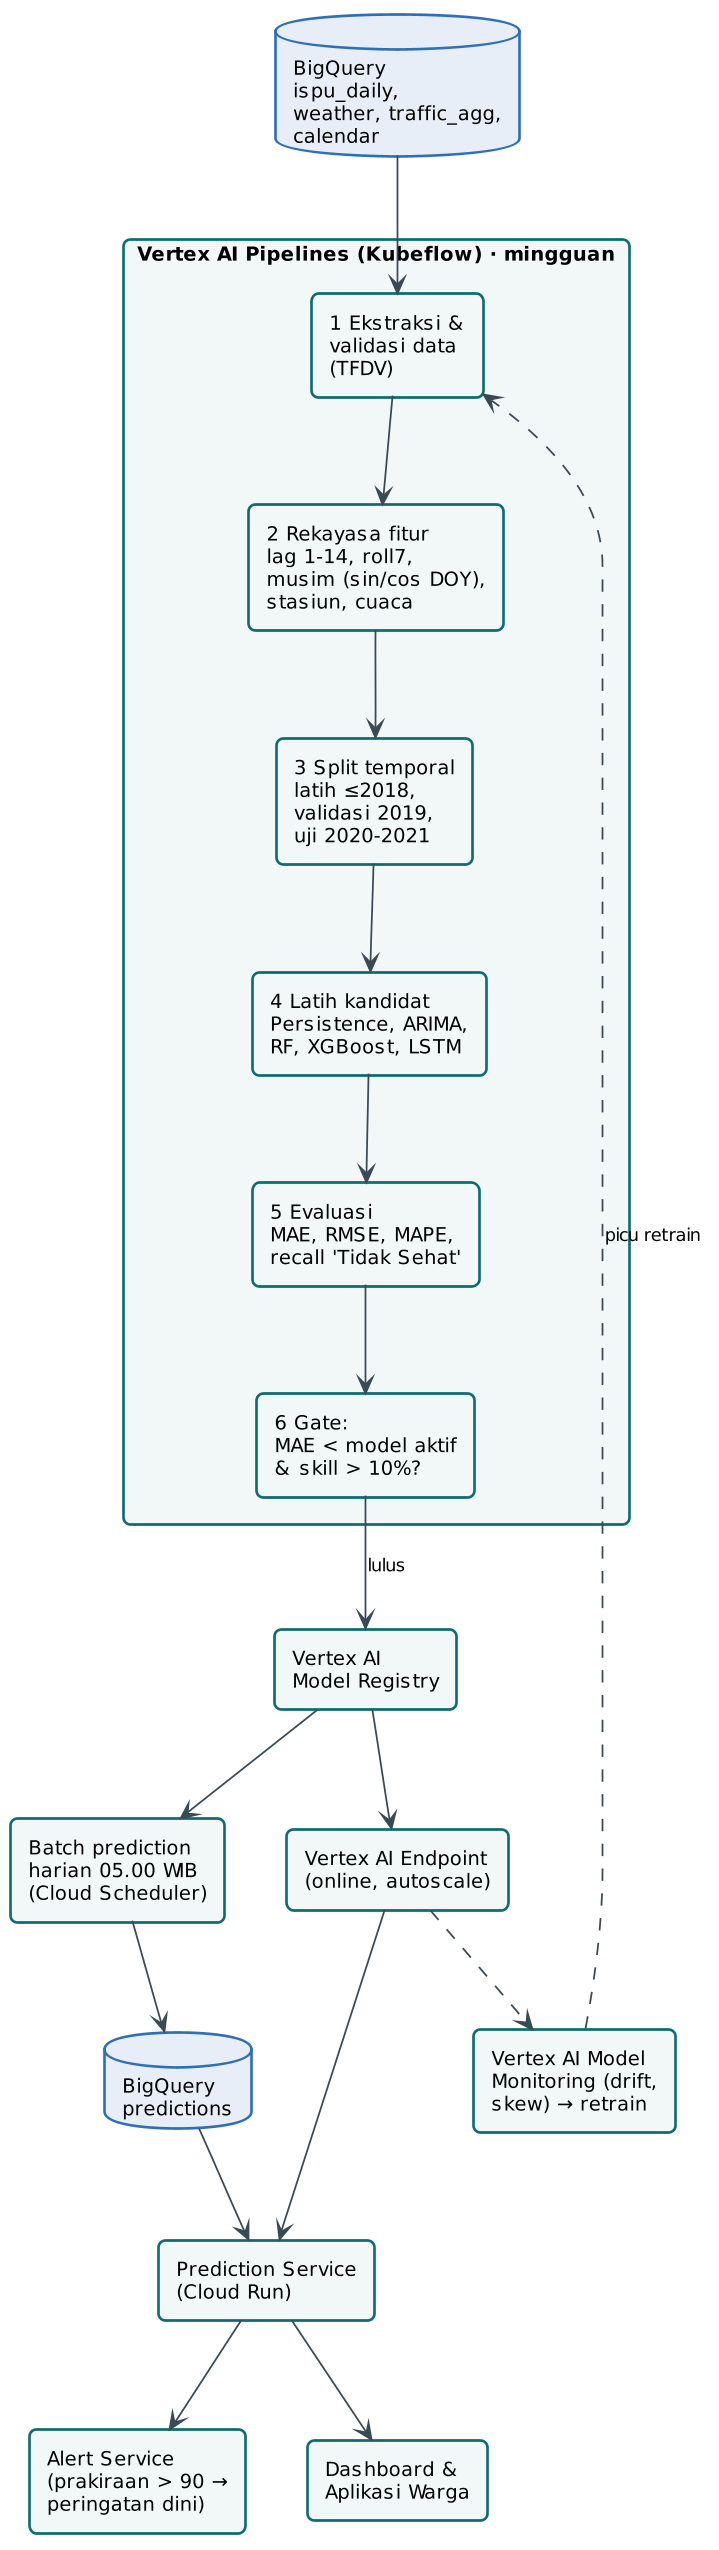 BigQuery
ispu_daily,
weather, traffic_agg,
calendar
Vertex AI Pipelines (Kubeflow) · mingguan
1 Ekstraksi &
validasi data
(TFDV)
2 Rekayasa fitur
lag 1-14, roll7,
musim (sin/cos DOY),
stasiun, cuaca
3 Split temporal
latih ≤2018,
validasi 2019,
uji 2020-2021
4 Latih kandidat
Persistence, ARIMA,
RF, XGBoost, LSTM
5 Evaluasi
MAE, RMSE, MAPE,
recall 'Tidak Sehat'
picu retrain
6 Gate:
MAE < model aktif
& skill > 10%?
lulus
Vertex AI
Model Registry
Batch prediction
harian 05.00 WIB
(Cloud Scheduler)
Vertex AI Endpoint
(online, autoscale)
BigQuery
predictions
Vertex AI Model
Monitoring (drift,
skew) → retrain
Prediction Service
(Cloud Run)
Alert Service
(prakiraan > 90 →
peringatan dini)
Dashboard &
Aplikasi Warga